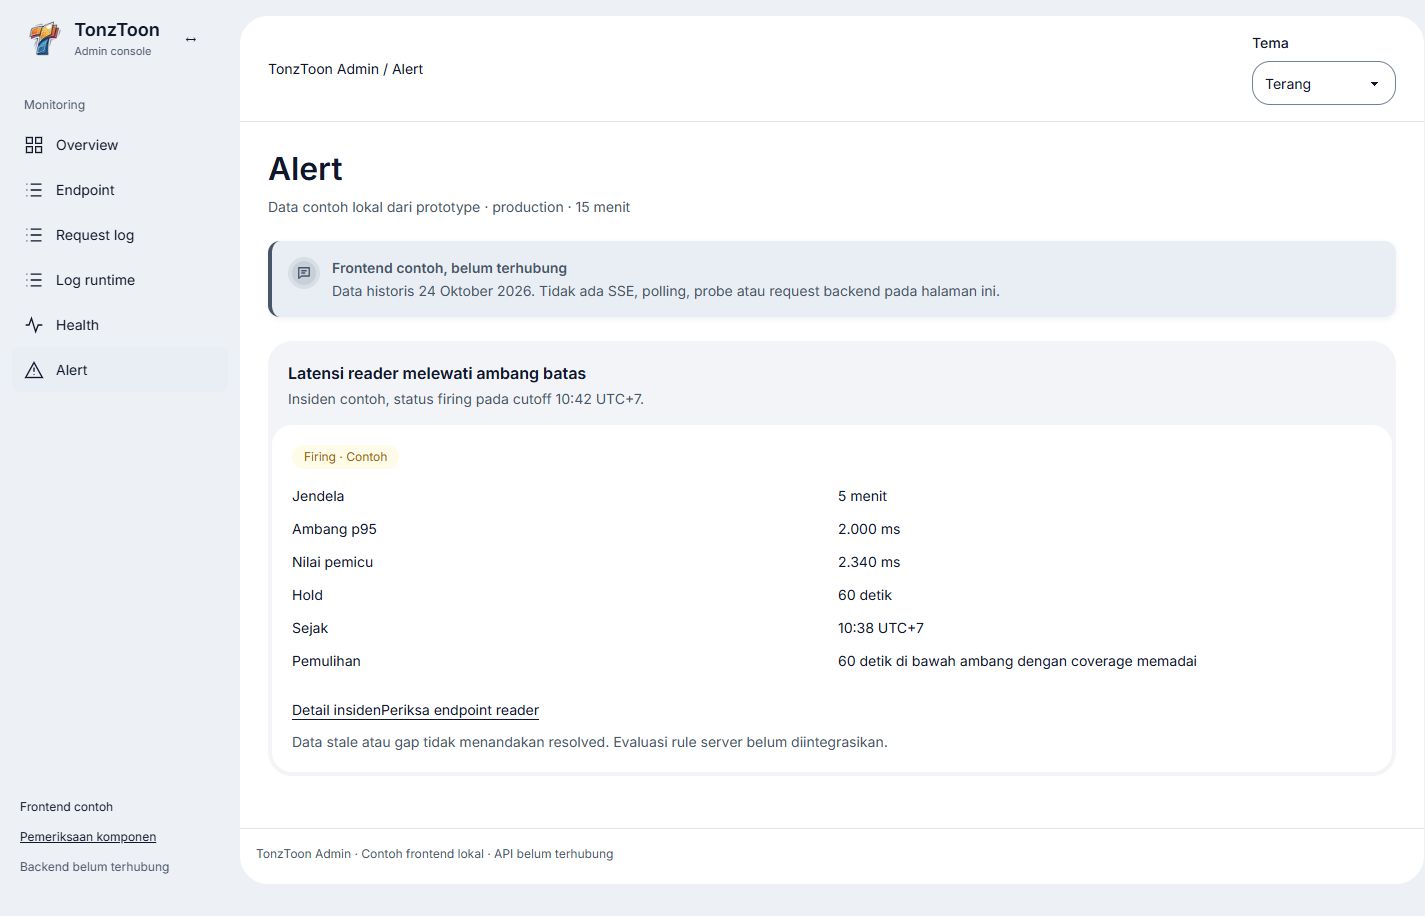 TonzToon
Admin console
Monitoring
Overview
Endpoint
Request log
Log runtime
Health
Alert
Frontend contoh
Pemeriksaan komponen
Backend belum terhubung
TonzToon Admin / Alert
Tema
Terang
Alert
Data contoh lokal dari prototype · production · 15 menit
Frontend contoh, belum terhubung
Data historis 24 Oktober 2026. Tidak ada SSE, polling, probe atau request backend pada halaman ini.
Latensi reader melewati ambang batas
Insiden contoh, status firing pada cutoff 10:42 UTC+7.
Firing · Contoh
Jendela 5 menit
Ambang p95 2.000 ms
Nilai pemicu 2.340 ms
Hold 60 detik
Sejak 10:38 UTC+7
Pemulihan 60 detik di bawah ambang dengan coverage memadai
Detail insidenPeriksa endpoint reader
Data stale atau gap tidak menandakan resolved. Evaluasi rule server belum diintegrasikan.
TonzToon Admin · Contoh frontend lokal · API belum terhubung